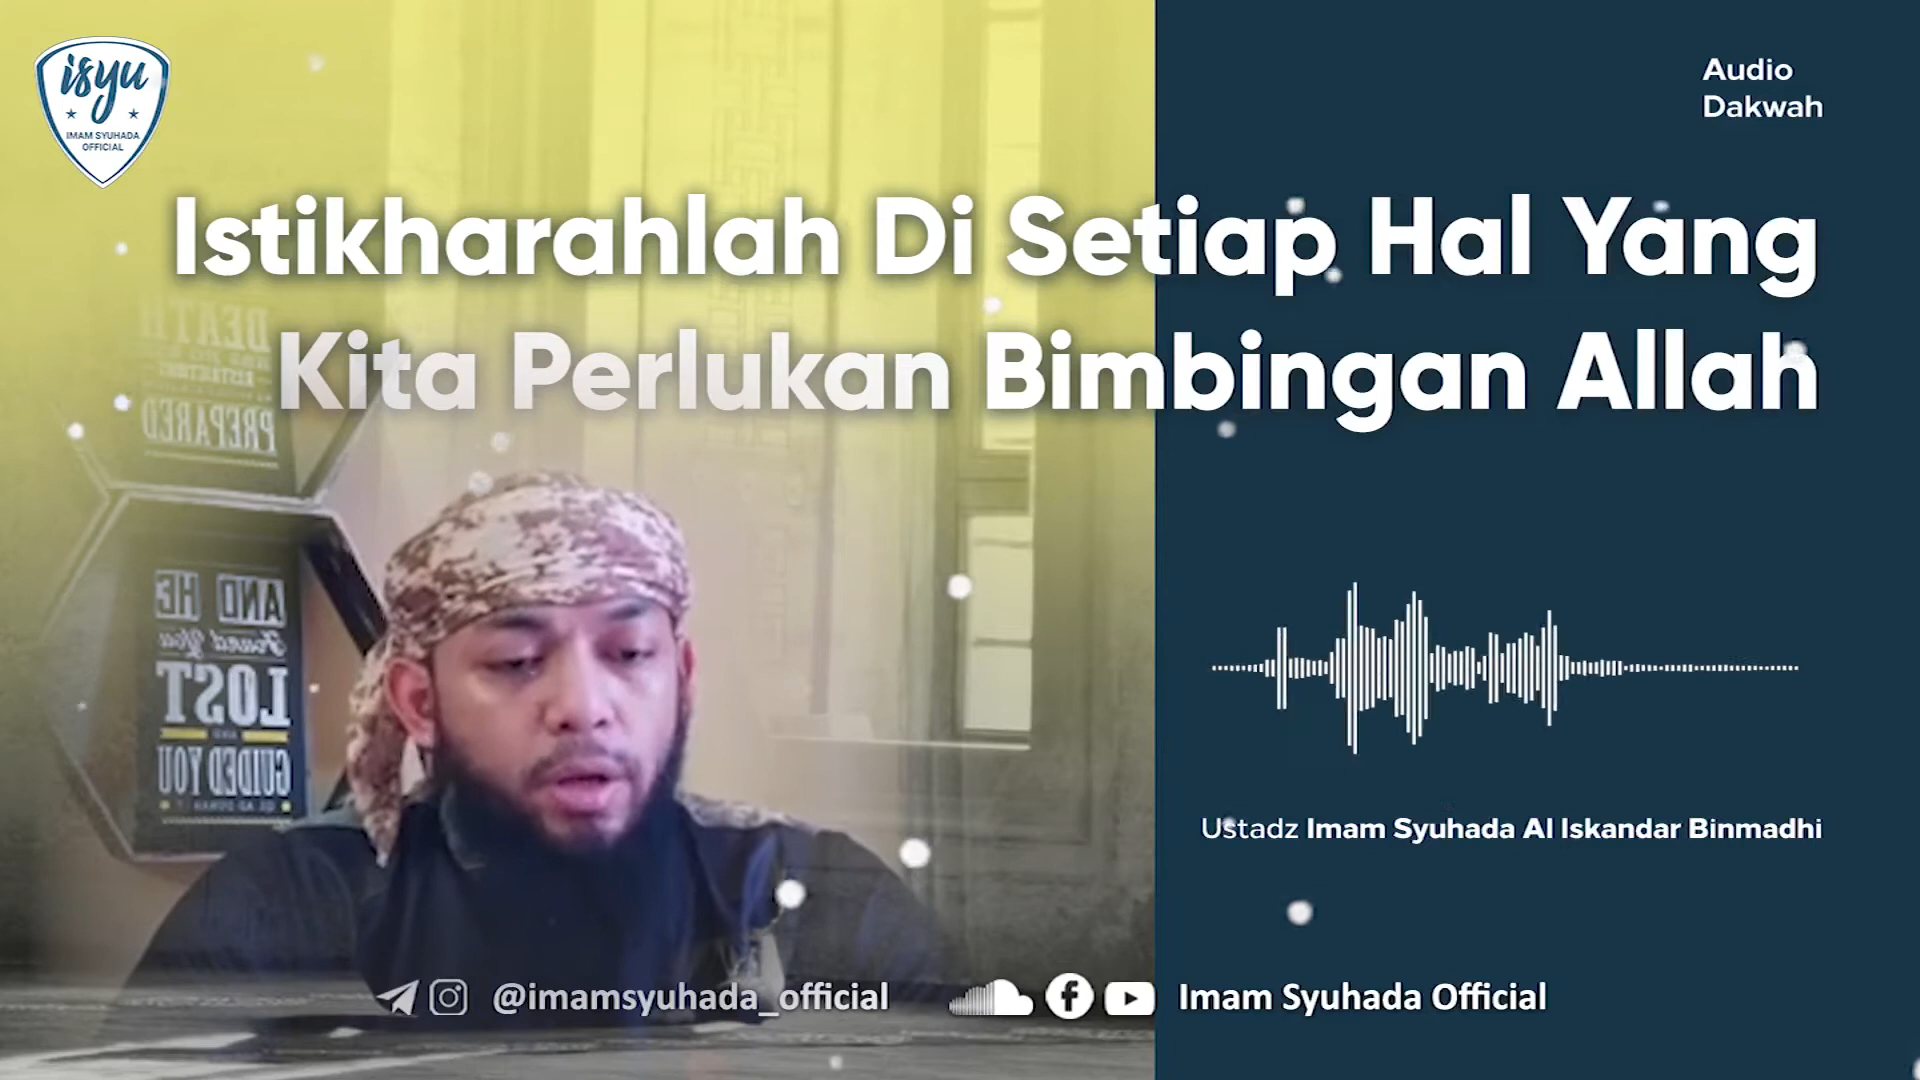 isyu
IMAM SYUHADA
OFFICIAL
Audio
Dakwah
Istikharahlah Di Setiap Hal Yang
Kita Perlukan Bimbingan Allah
DEATH
PREPARED
AND HE
Found You
LOST
AND
GUIDED YOU
Ustadz Imam Syuhada Al Iskandar Binmadhi
@imamsyuhada_official
Imam Syuhada Official